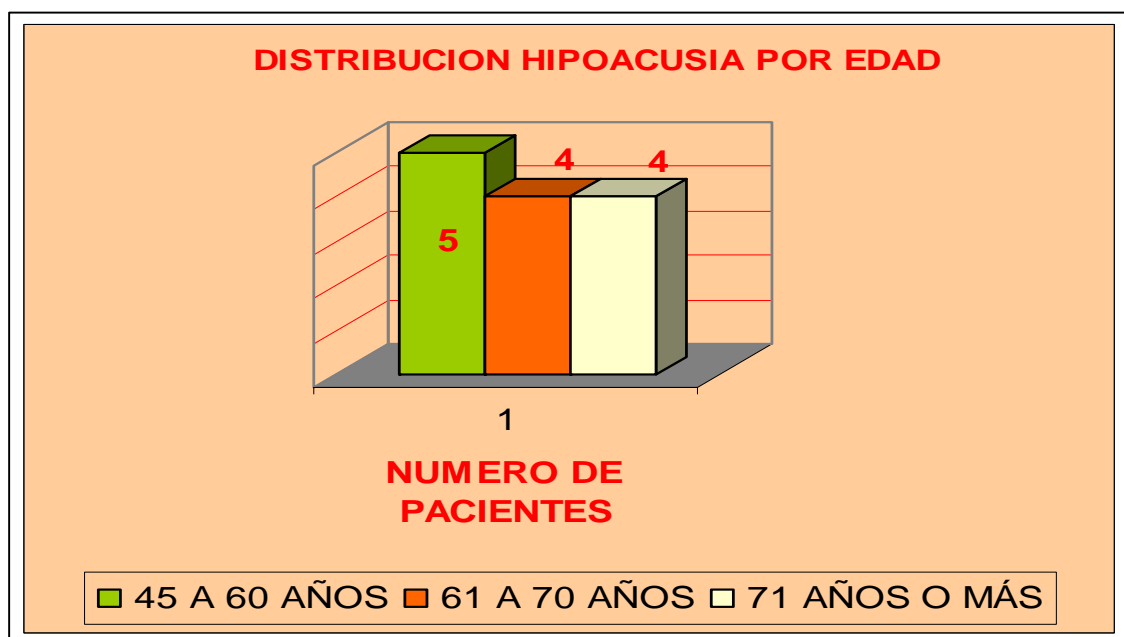 DISTRIBUCION HIPOACUSIA POR EDAD
4 4
5
1
NUMERO DE
PACIENTES
45 A 60 AÑOS 61 A 70 AÑOS 71 AÑOS O MÁS